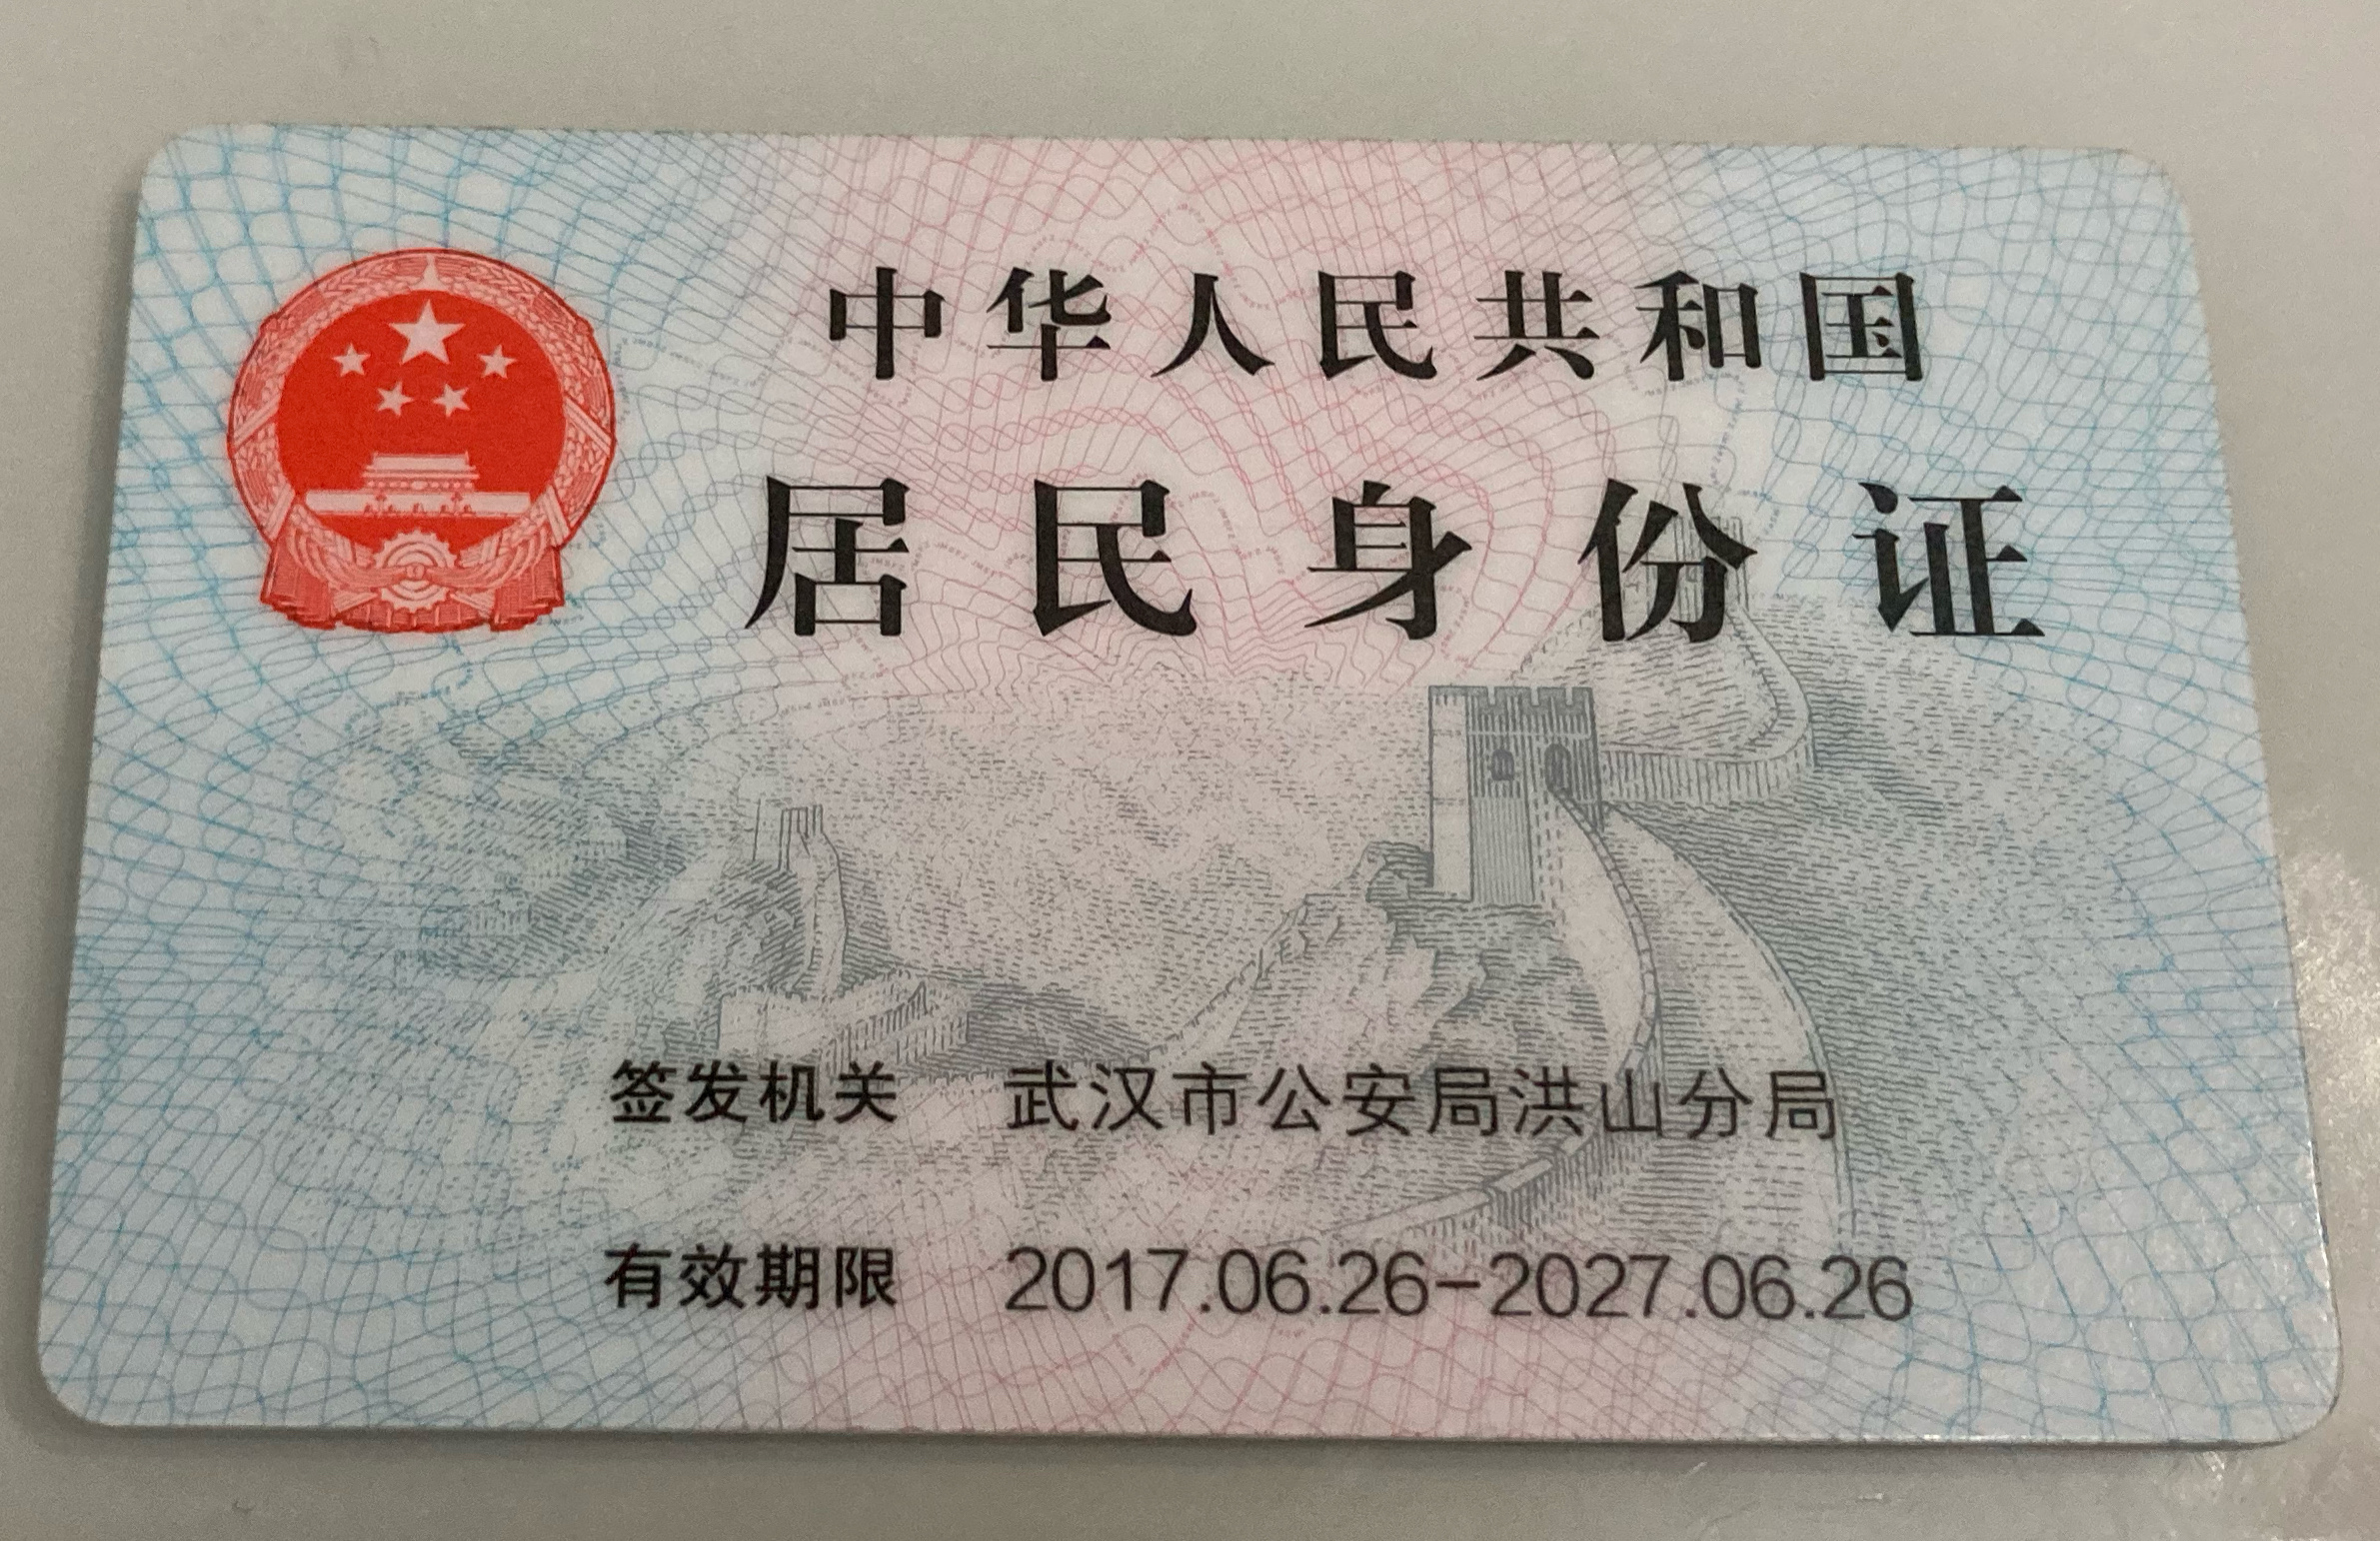 中华人民共和国
居民身份证
签发机关 武汉市公安局洪山分局
有效期限 2017.06.26-2027.06.26